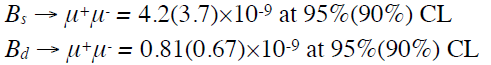 Bs → μ+μ- = 4.2(3.7)×10-9 at 95%(90%) CL
Bd → μ+μ- = 0.81(0.67)×10-9 at 95%(90%) CL